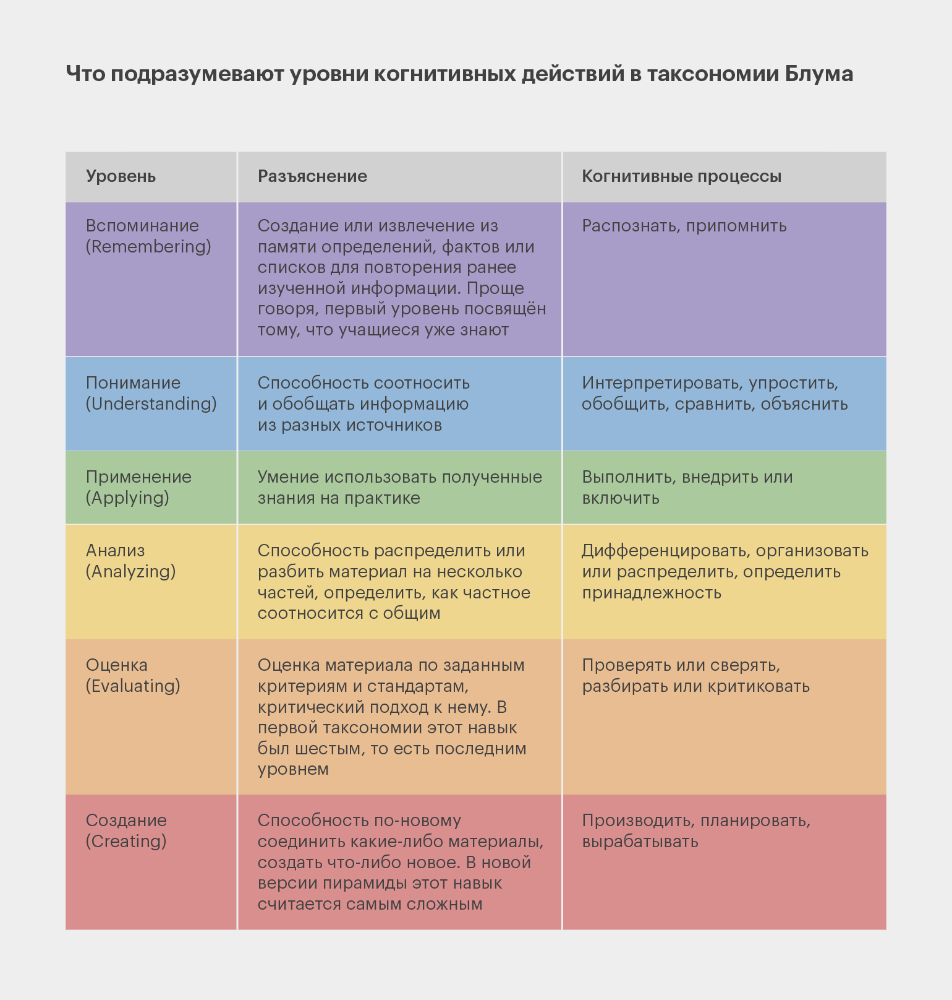 Что подразумевают уровни когнитивных действий в таксономии Блума
Уровень
Разъяснение
Когнитивные процессы
Вспоминание
(Remembering)
Создание или извлечение из
памяти определений, фактов или
списков для повторения ранее
изученной информации. Проще
говоря, первый уровень посвящён
тому, что учащиеся уже знают
Распознать, припомнить
Понимание
(Understanding)
Способность соотносить
и обобщать информацию
из разных источников
Интерпретировать, упростить,
обобщить, сравнить, объяснить
Применение
(Applying)
Умение использовать полученные
знания на практике
Выполнить, внедрить или
включить
Анализ
(Analyzing)
Способность распределить или
разбить материал на несколько
частей, определить, как частное
соотносится с общим
Дифференцировать, организовать
или распределить, определить
принадлежность
Оценка
(Evaluating)
Оценка материала по заданным
критериям и стандартам,
критический подход к нему. В
первой таксономии этот навык
был шестым, то есть последним
уровнем
Проверять или сверять,
разбирать или критиковать
Создание
(Creating)
Способность по-новому
соединить какие-либо материалы,
создать что-либо новое. В новой
версии пирамиды этот навык
считается самым сложным
Производить, планировать,
вырабатывать